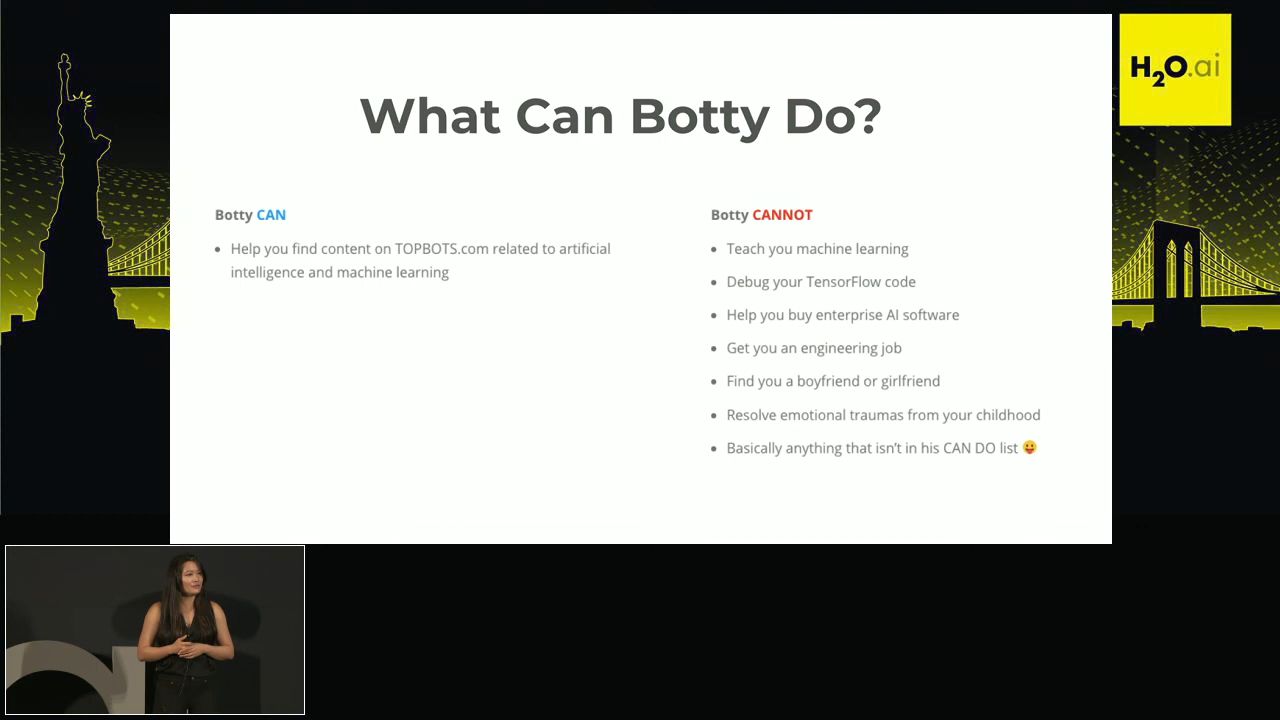 H2O.ai
What Can Botty Do?
Botty CAN
• Help you find content on TOPBOTS.com related to artificial
intelligence and machine learning
Botty CANNOT
• Teach you machine learning
• Debug your TensorFlow code
• Help you buy enterprise AI software
• Get you an engineering job
• Find you a boyfriend or girlfriend
• Resolve emotional traumas from your childhood
• Basically anything that isn't in his CAN DO list 😛